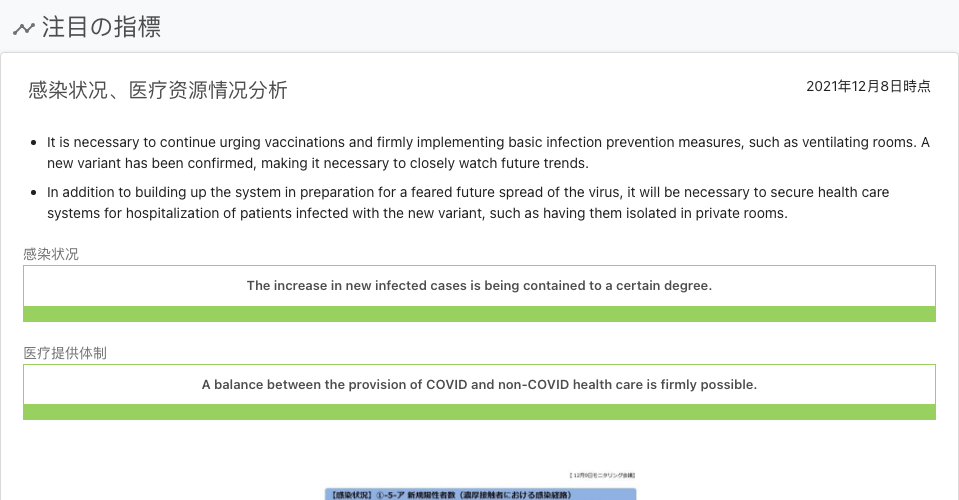 注目の指標
感染状况、医疗资源情况分析
2021年12月8日時点
It is necessary to continue urging vaccinations and firmly implementing basic infection prevention measures, such as ventilating rooms. A
new variant has been confirmed, making it necessary to closely watch future trends.
In addition to building up the system in preparation for a feared future spread of the virus, it will be necessary to secure health care
systems for hospitalization of patients infected with the new variant, such as having them isolated in private rooms.
感染状况
The increase in new infected cases is being contained to a certain degree.
医疗提供体制
A balance between the provision of COVID and non-COVID health care is firmly possible.
【12月9日モニタリング会議】
【感染状況】①-5-ア 新規陽性者数（濃厚接触者における感染経路）